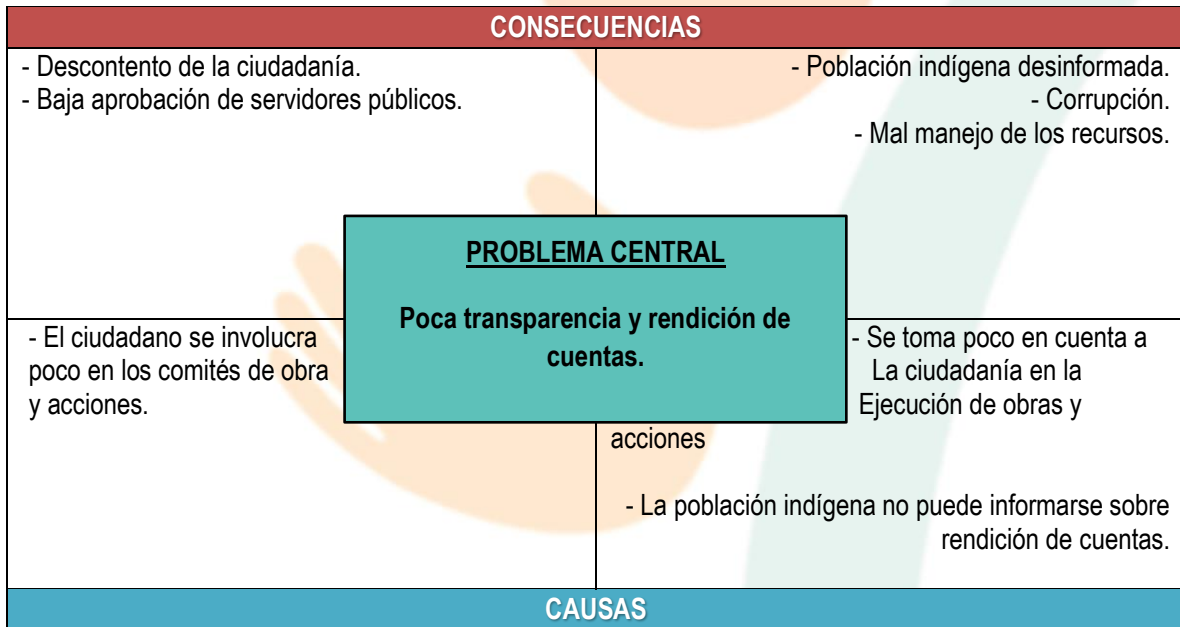 CONSECUENCIAS
- Descontento de la ciudadanía.
- Baja aprobación de servidores públicos.
- Población indígena desinformada.
- Corrupción.
- Mal manejo de los recursos.
PROBLEMA CENTRAL
Poca transparencia y rendición de
cuentas.
- El ciudadano se involucra
poco en los comités de obra
y acciones.
- Se toma poco en cuenta a
La ciudadanía en la
Ejecución de obras y
acciones
- La población indígena no puede informarse sobre
rendición de cuentas.
CAUSAS